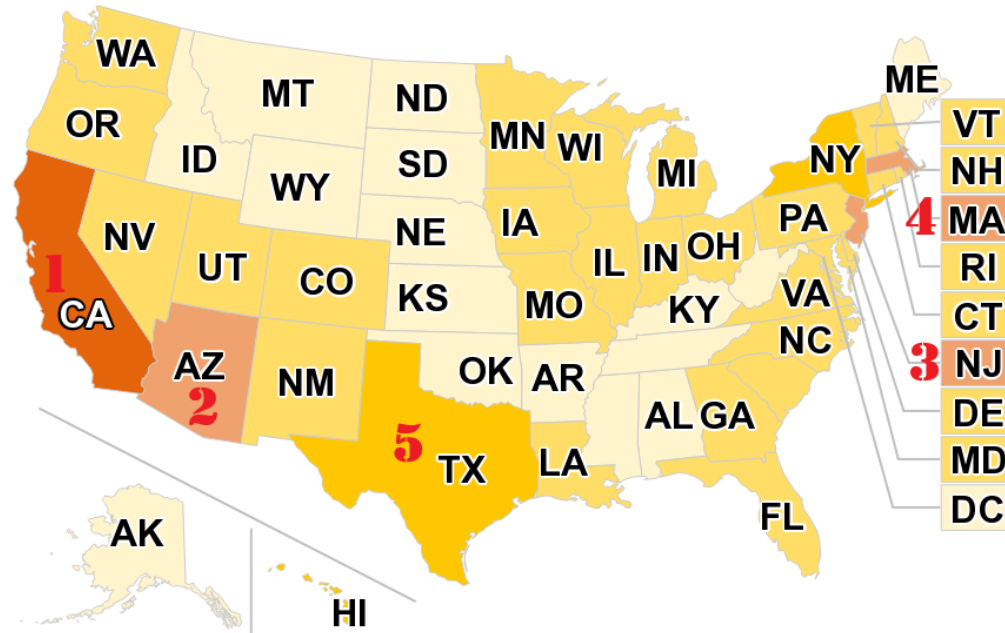 WA
MT
ND
ME
OR
MN
VT
ID
SD
WI
NY
NH
WY
MI
4 MA
NV
NE
IA
PA
RI
1
UT
CO
IL
IN
OH
CA
KS
MO
KY
VA
CT
NC
3 NJ
AZ
NM
OK
AR
2
AL
GA
DE
5
TX
LA
MD
FL
DC
AK
HI